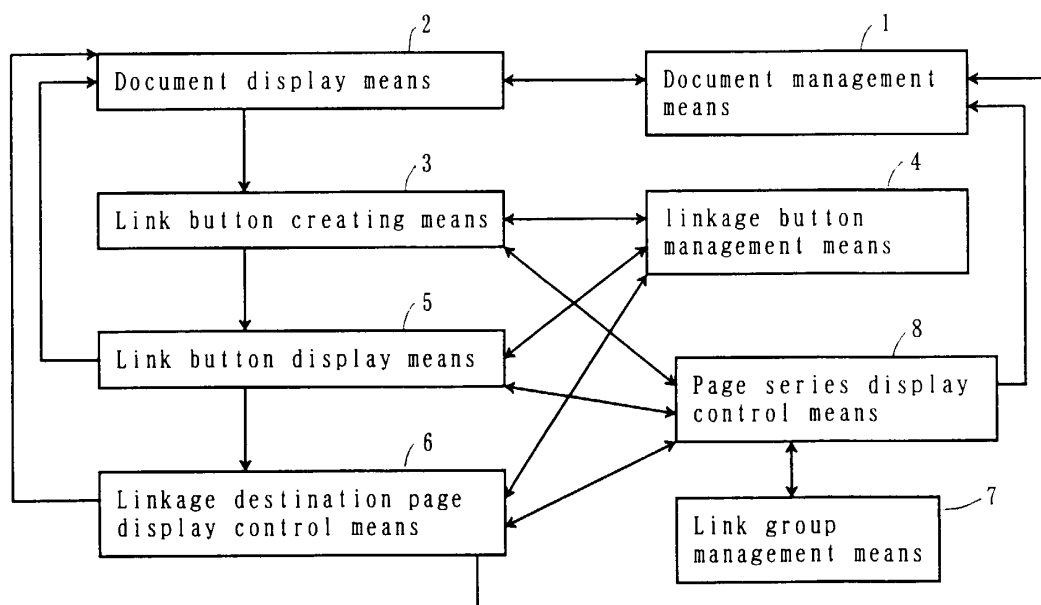 2
Document display means
1
Document management
means
3
Link button creating means
4
linkage button
management means
5
Link button display means
8
Page series display
control means
6
Linkage destination page
display control means
7
Link group
management means